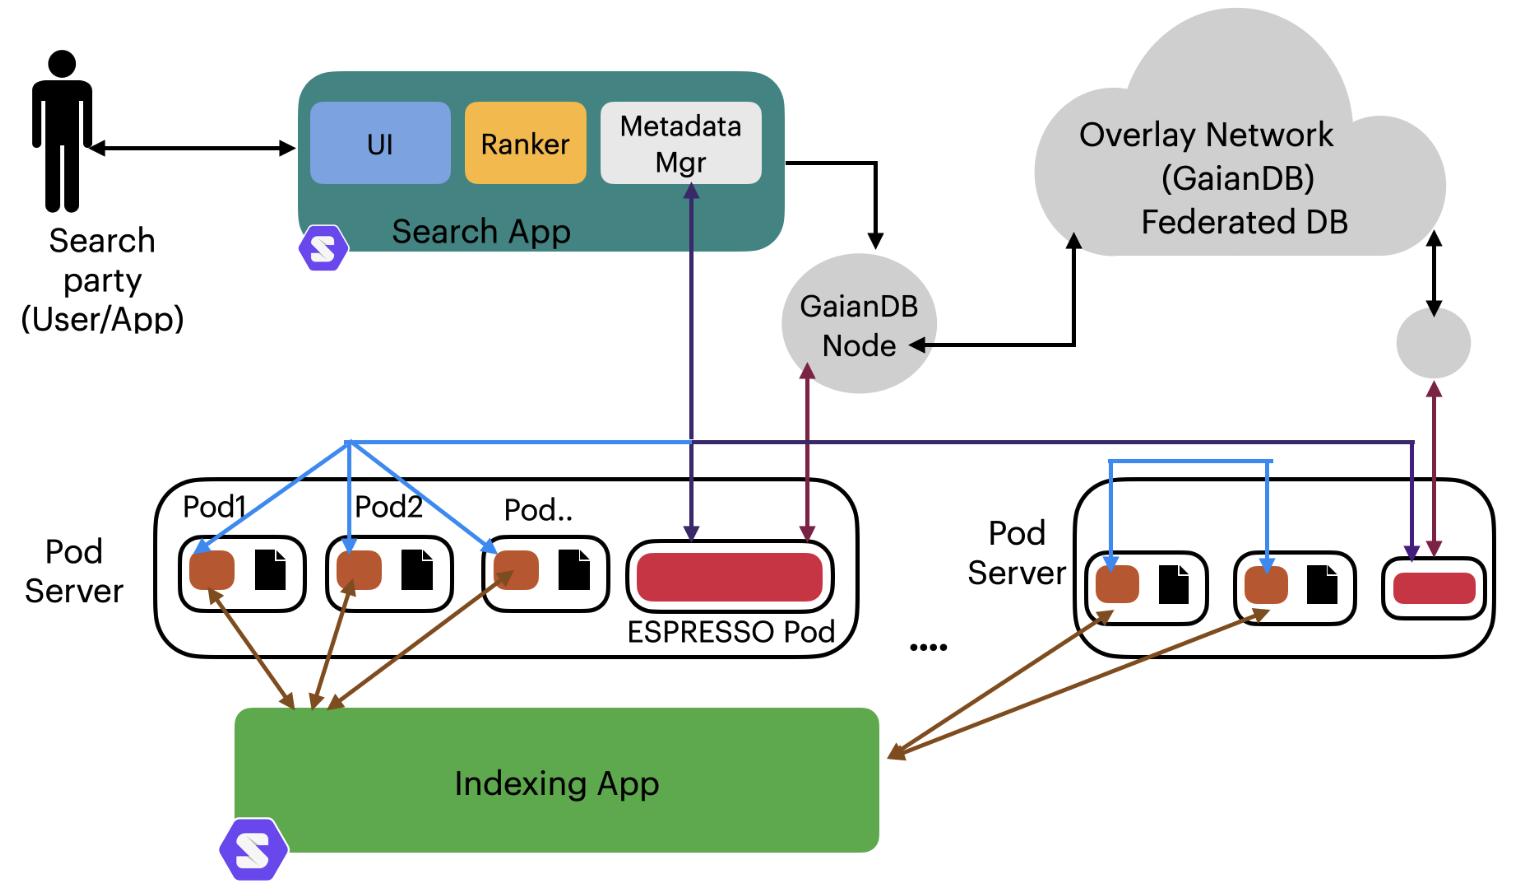 UI
Ranker
Metadata
Mgr
Search App
Search
party
(User/App)
Overlay Network
(GaianDB)
Federated DB
GaianDB
Node
Pod
Server
Pod1
Pod2
Pod..
ESPRESSO Pod
....
Pod
Server
Indexing App